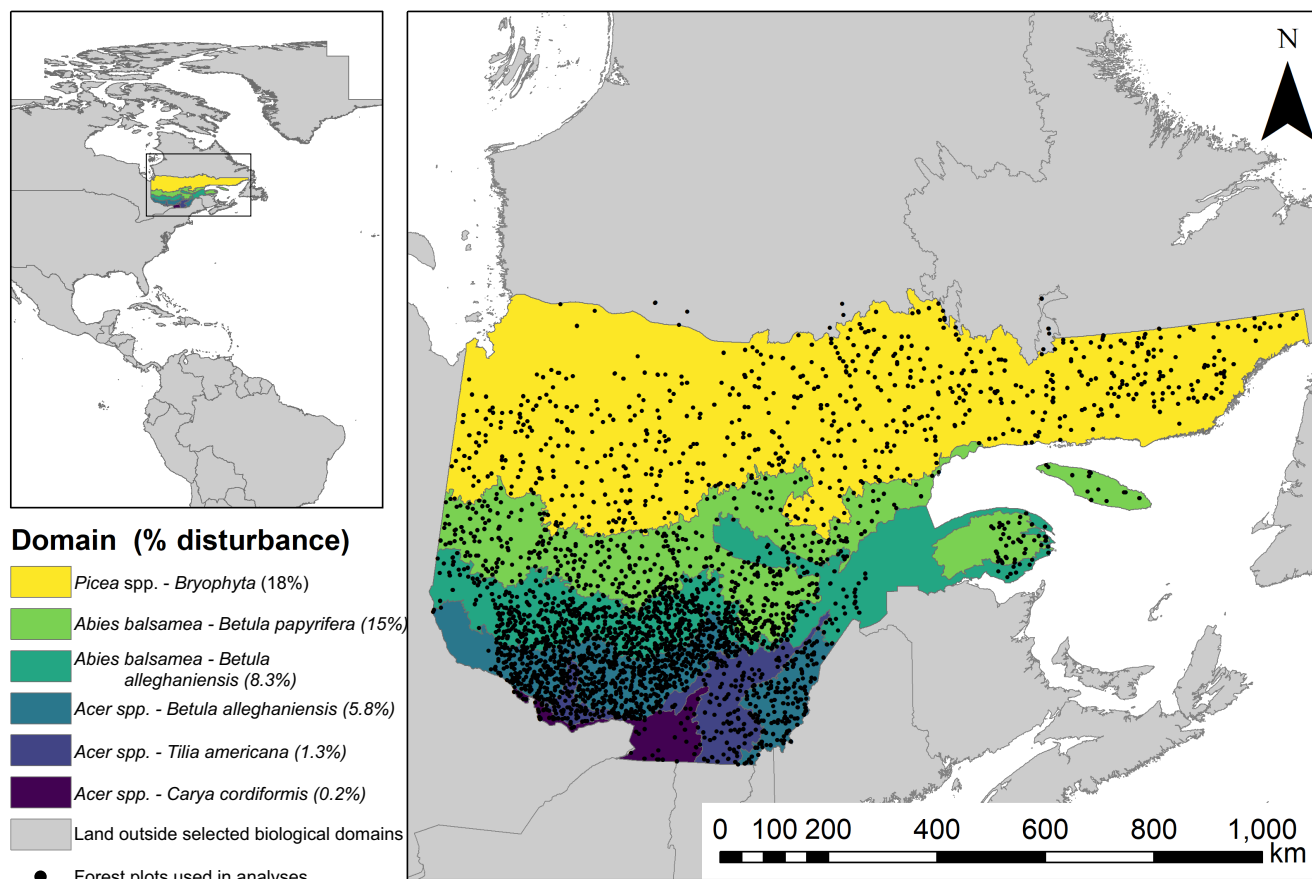 N
Domain (% disturbance)
Picea spp. - Bryophyta (18%)
Abies balsamea - Betula papyrifera (15%)
Abies balsamea - Betula
alleghaniensis (8.3%)
Acer spp. - Betula alleghaniensis (5.8%)
Acer spp. - Tilia americana (1.3%)
Acer spp. - Carya cordiformis (0.2%)
Land outside selected biological domains
Forest plots used in analyses
0 100 200 400 600 800 1,000
km